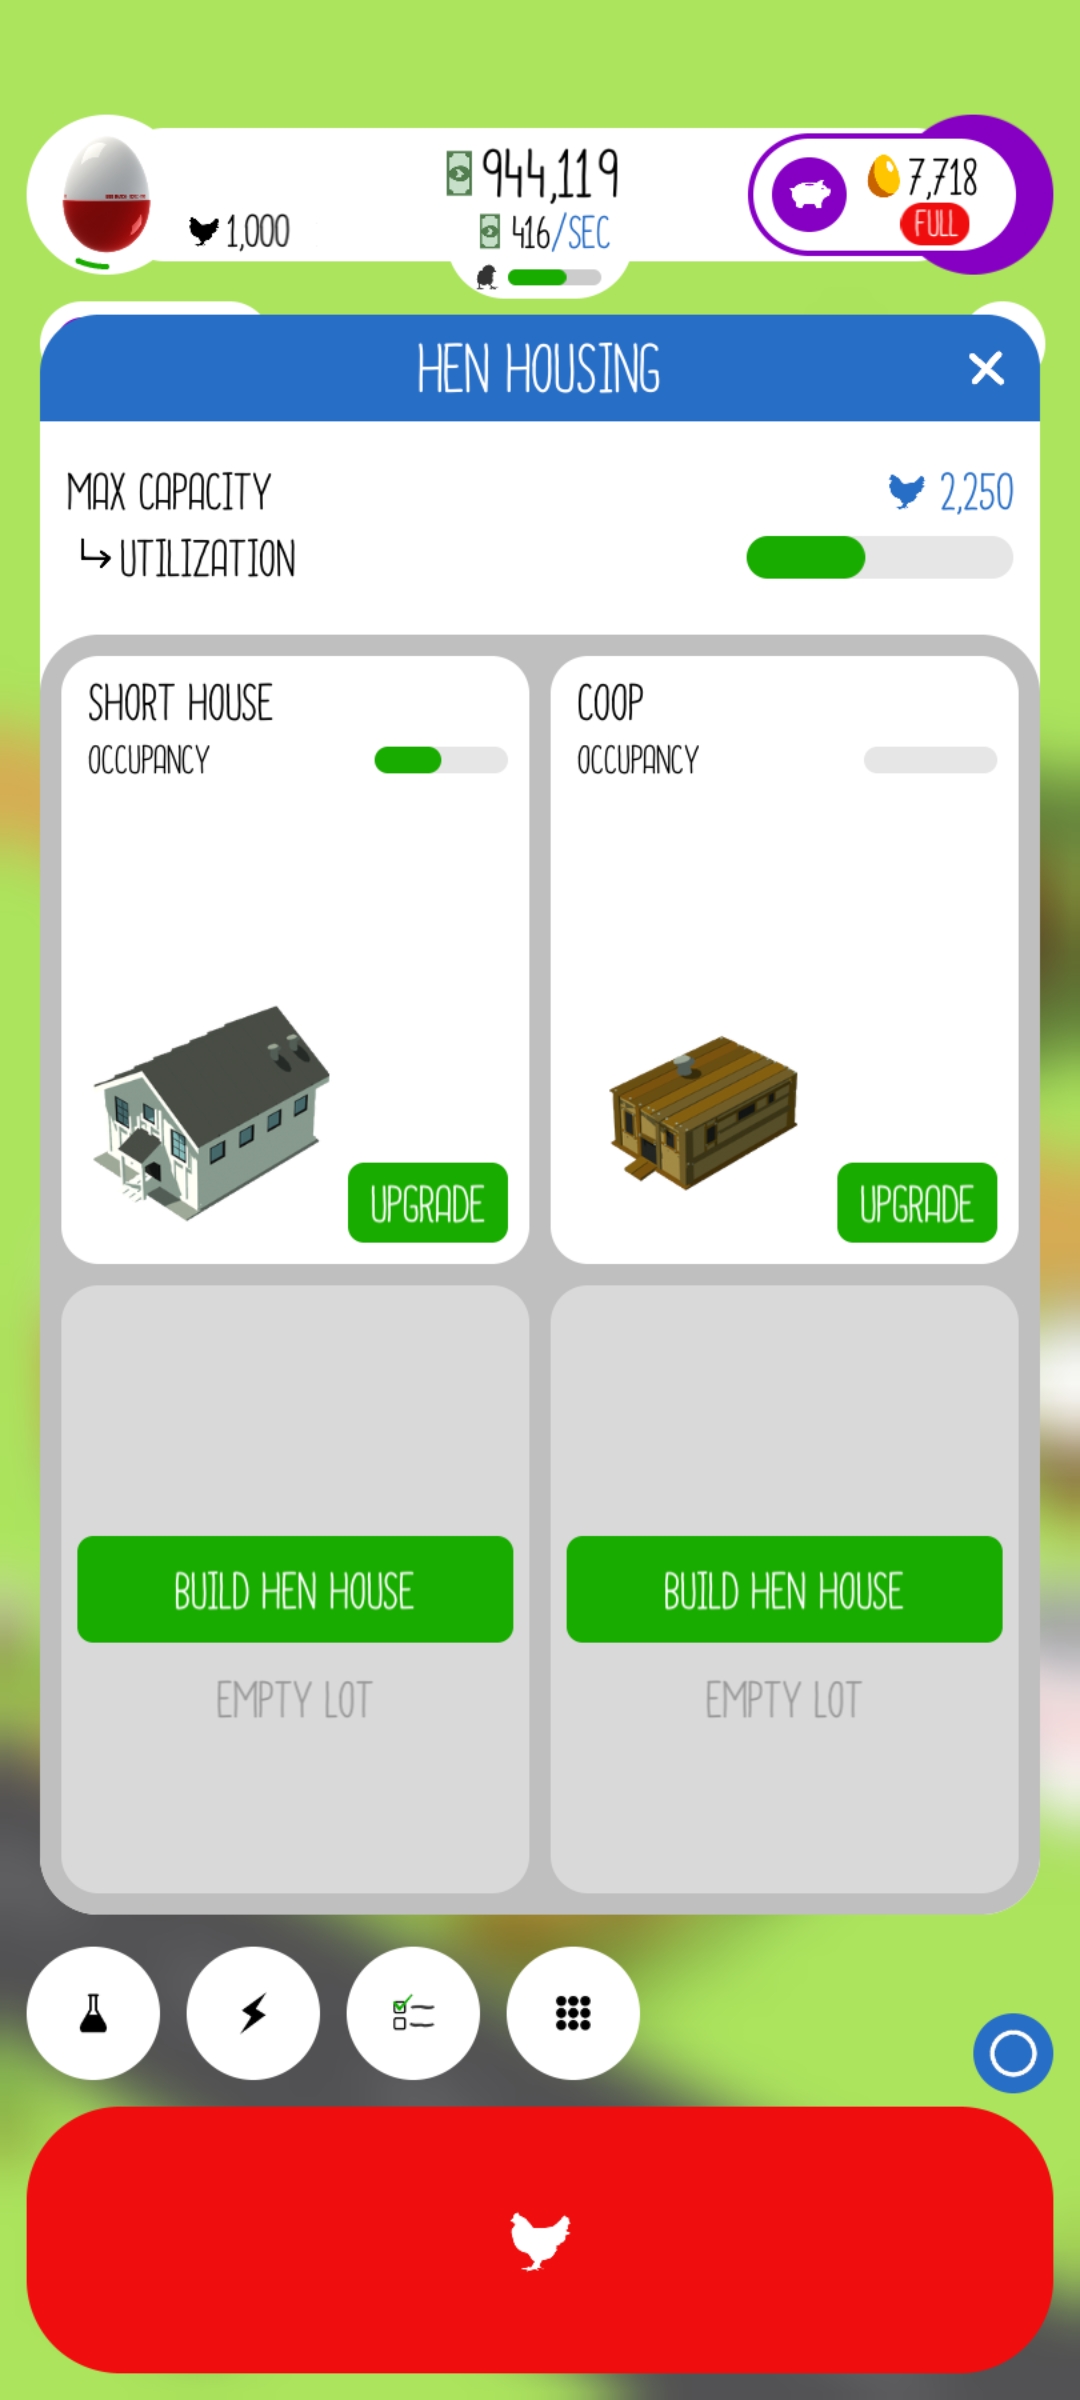 944,119
1,000
416/SEC
7,718
FULL
HEN HOUSING
MAX CAPACITY
2,250
UTILIZATION
SHORT HOUSE
OCCUPANCY
COOP
OCCUPANCY
UPGRADE
UPGRADE
BUILD HEN HOUSE
BUILD HEN HOUSE
EMPTY LOT
EMPTY LOT